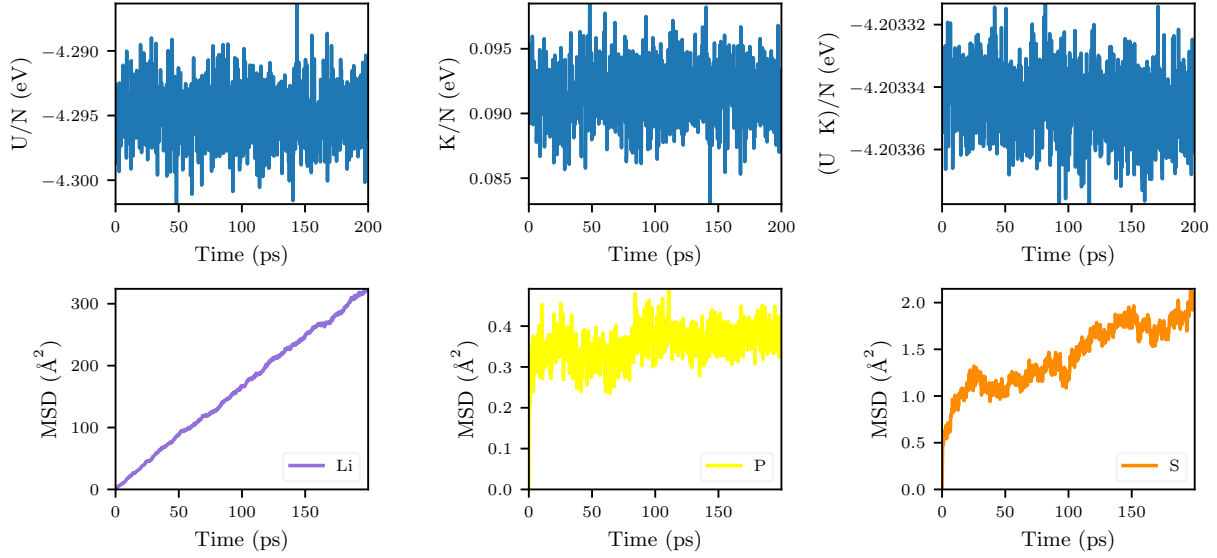 U/N (eV)
−4.290
−4.295
−4.300
0 50 100 150 200
Time (ps)
K/N (eV)
0.095
0.090
0.085
0 50 100 150 200
Time (ps)
(U K)/N (eV)
−4.20332
−4.20334
−4.20336
0 50 100 150 200
Time (ps)
MSD (Å²)
300
200
100
0
0 50 100 150
Time (ps)
Li
MSD (Å²)
0.4
0.3
0.2
0.1
0.0
0 50 100 150
Time (ps)
P
MSD (Å²)
2.0
1.5
1.0
0.5
0.0
0 50 100 150
Time (ps)
S